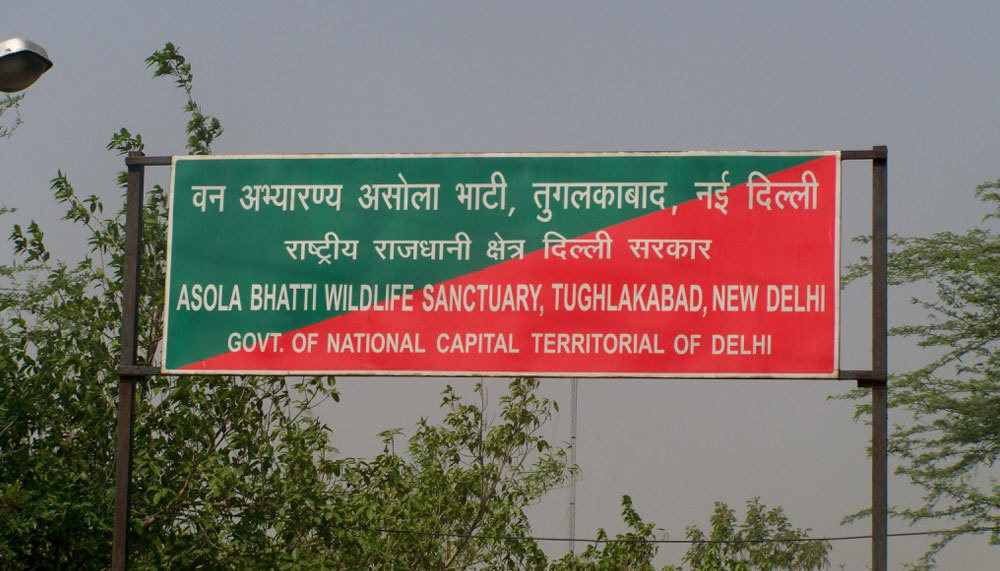 वन अभ्यारण्य असोला भाटी, तुगलकाबाद, नई दिल्ली
राष्ट्रीय राजधानी क्षेत्र दिल्ली सरकार
ASOLA BHATTI WILDLIFE SANCTUARY, TUGHLAKABAD, NEW DELHI
GOVT. OF NATIONAL CAPITAL TERRITORIAL OF DELHI